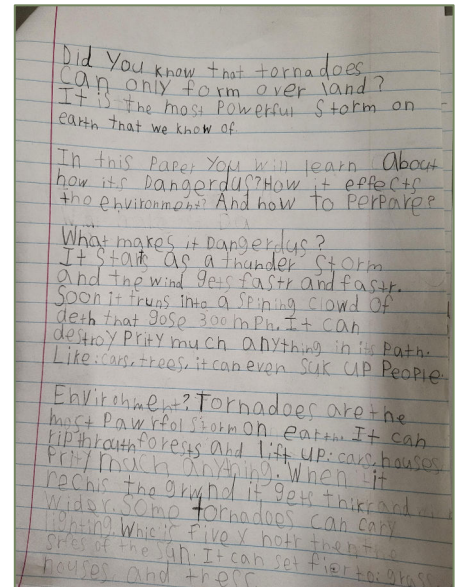 Did You know that tornadoes
can only form over land?
It is the most Powerful Storm on
earth that we know of.
In this Paper You will learn About
how its Dangerdus? How it effects
the environment? And how to PerPare?
What makes it Dangerdus?
It Starts as a thunder Storm
and the wind gets fastr and fastr.
Soon it truns into a Spining clowd of
deth that gose 300 mPh. It can
destroy Prity much anything in its Path.
Like: cars, trees, it can even Suk UP PeoPle.
Environment? Tornadoes are the
most Pawrfol Storm on earth. It can
rip throuth forests and lift UP: cars, houses
Prity much anything. When it
rechis the grwnd it gets thikr and
Widor. Some tornadoes can cary
lighting. Whic is five x hotr then the
of the Sun. It can set fier to: grass
houses, and